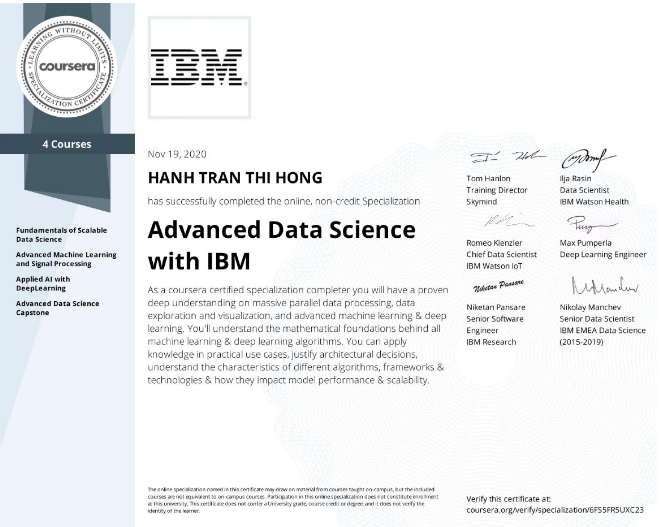 LEARNING WITHOUT LIMITS
coursera
SPECIALIZATION CERTIFICATE
4 Courses
Fundamentals of Scalable
Data Science
Advanced Machine Learning
and Signal Processing
Applied AI with
DeepLearning
Advanced Data Science
Capstone
IBM
Nov 19, 2020
HANH TRAN THI HONG
has successfully completed the online, non-credit Specialization
Advanced Data Science
with IBM
As a coursera certified specialization completer you will have a proven
deep understanding on massive parallel data processing, data
exploration and visualization, and advanced machine learning & deep
learning. You'll understand the mathematical foundations behind all
machine learning & deep learning algorithms. You can apply
knowledge in practical use cases, justify architectural decisions,
understand the characteristics of different algorithms, frameworks &
technologies & how they impact model performance & scalability.
The online specialization named in this certificate may draw on material from courses taught on-campus, but the included
courses are not equivalent to on-campus courses. Participation in this online specialization does not constitute enrollment
at this university. This certificate does not confer a University grade, course credit or degree, and it does not verify the
identity of the learner.
Tom Hanlon
Training Director
Skymind
Ilja Rasin
Data Scientist
IBM Watson Health
Romeo Kienzler
Chief Data Scientist
IBM Watson IoT
Max Pumperla
Deep Learning Engineer
Niketan Pansare
Niketan Pansare
Senior Software
Engineer
IBM Research
Nikolay Manchev
Senior Data Scientist
IBM EMEA Data Science
(2015-2019)
Verify this certificate at:
coursera.org/verify/specialization/6FS5FR5UXC23